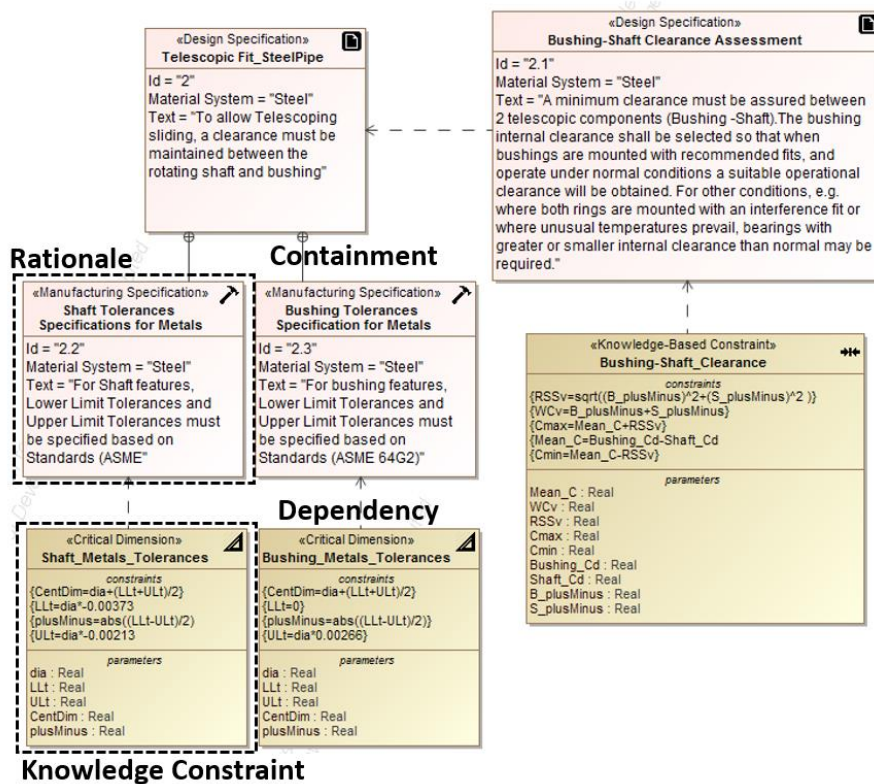 «Design Specification»
Telescopic Fit_SteelPipe
Id = "2"
Material System = "Steel"
Text = "To allow Telescoping
sliding, a clearance must be
maintained between the
rotating shaft and bushing"
«Design Specification»
Bushing-Shaft Clearance Assessment
Id = "2.1"
Material System = "Steel"
Text = "A minimum clearance must be assured between
2 telescopic components (Bushing -Shaft).The bushing
internal clearance shall be selected so that when
bushings are mounted with recommended fits, and
operate under normal conditions a suitable operational
clearance will be obtained. For other conditions, e.g.
where both rings are mounted with an interference fit or
where unusual temperatures prevail, bearings with
greater or smaller internal clearance than normal may be
required."
Rationale
Containment
«Manufacturing Specification»
Shaft Tolerances
Specifications for Metals
Id = "2.2"
Material System = "Steel"
Text = "For Shaft features,
Lower Limit Tolerances and
Upper Limit Tolerances must
be specified based on
Standards (ASME"
«Manufacturing Specification»
Bushing Tolerances
Specification for Metals
Id = "2.3"
Material System = "Steel"
Text = "For bushing features,
Lower Limit Tolerances and
Upper Limit Tolerances must
be specified based on
Standards (ASME 64G2)"
«Knowledge-Based Constraint»
Bushing-Shaft_Clearance
constraints
{RSSv=sqrt((B_plusMinus)^2+(S_plusMinus)^2 )}
{WCv=B_plusMinus+S_plusMinus}
{Cmax=Mean_C+RSSv}
{Mean_C=Bushing_Cd-Shaft_Cd
{Cmin=Mean_C-RSSv}
parameters
Mean_C : Real
WCv : Real
RSSv : Real
Cmax : Real
Cmin : Real
Bushing_Cd : Real
Shaft_Cd : Real
B_plusMinus : Real
S_plusMinus : Real
Dependency
«Critical Dimension»
Shaft_Metals_Tolerances
constraints
{CentDim=dia+(LLt+ULt)/2}
{LLt=dia*-0.00373
{plusMinus=abs((LLt-ULt)/2)
{ULt=dia*-0.00213
parameters
dia : Real
LLt : Real
ULt : Real
CentDim : Real
plusMinus : Real
«Critical Dimension»
Bushing_Metals_Tolerances
constraints
{CentDim=dia+(LLt+ULt)/2}
{LLt=0}
{plusMinus=abs((LLt-ULt)/2)}
{ULt=dia*0.00266}
parameters
dia : Real
LLt : Real
ULt : Real
CentDim : Real
plusMinus : Real
Knowledge Constraint